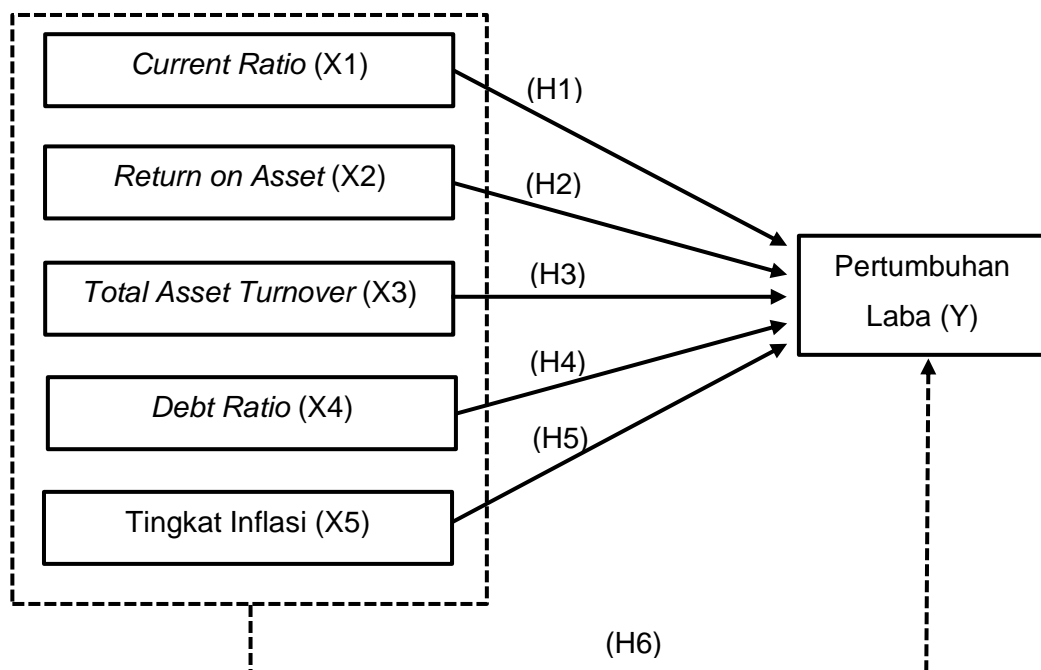 Current Ratio (X1)
(H1)
Return on Asset (X2)
(H2)
Total Asset Turnover (X3)
(H3)
Pertumbuhan
Laba (Y)
Debt Ratio (X4)
(H4)
(H5)
Tingkat Inflasi (X5)
(H6)